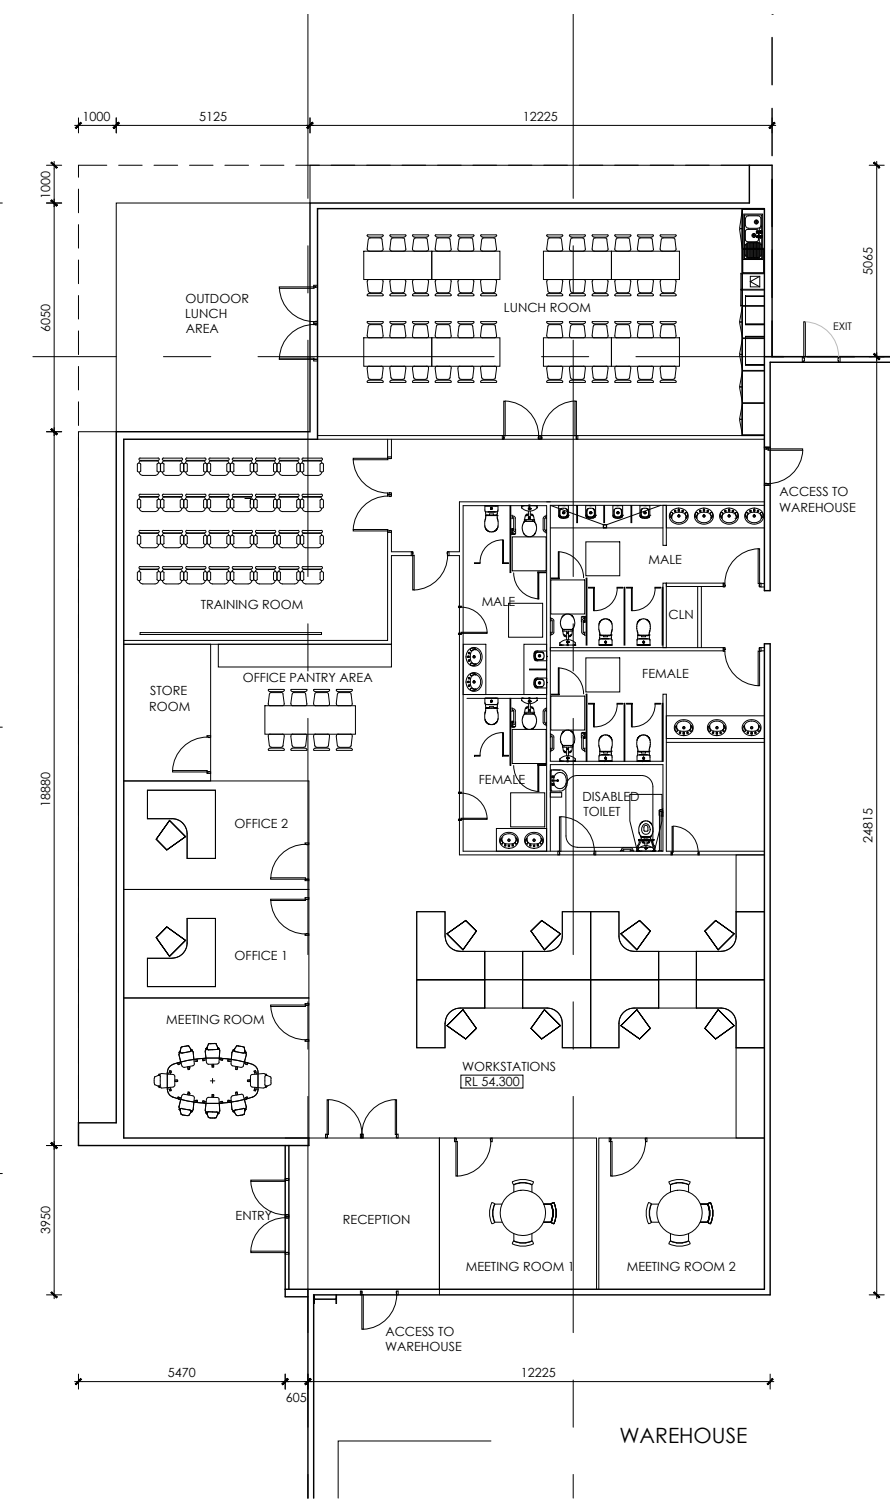 1000
5125
12225
1000
6050
5065
OUTDOOR
LUNCH
AREA
LUNCH ROOM
EXIT
ACCESS TO
WAREHOUSE
TRAINING ROOM
MALE
MALE
CLN
STORE
ROOM
OFFICE PANTRY AREA
FEMALE
FEMALE
DISABLED
TOILET
18880
24815
OFFICE 2
OFFICE 1
MEETING ROOM
WORKSTATIONS
RL 54.300
3950
ENTRY
RECEPTION
MEETING ROOM 1
MEETING ROOM 2
ACCESS TO
WAREHOUSE
5470
605
12225
WAREHOUSE